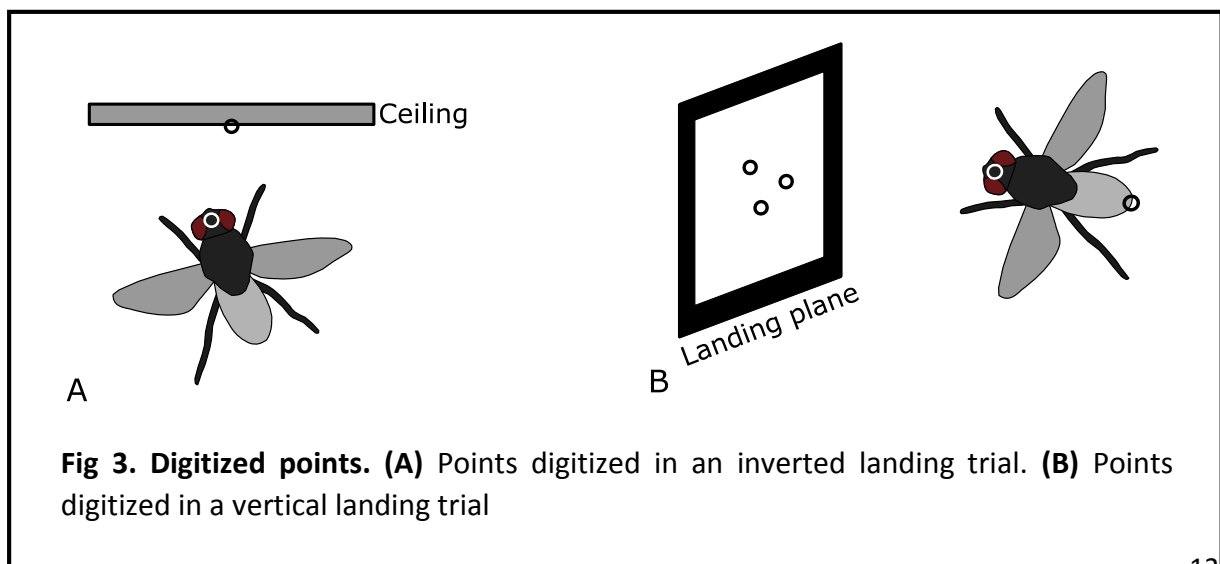 Ceiling
Landing plane
A
B
Fig 3. Digitized points. (A) Points digitized in an inverted landing trial. (B) Points
digitized in a vertical landing trial